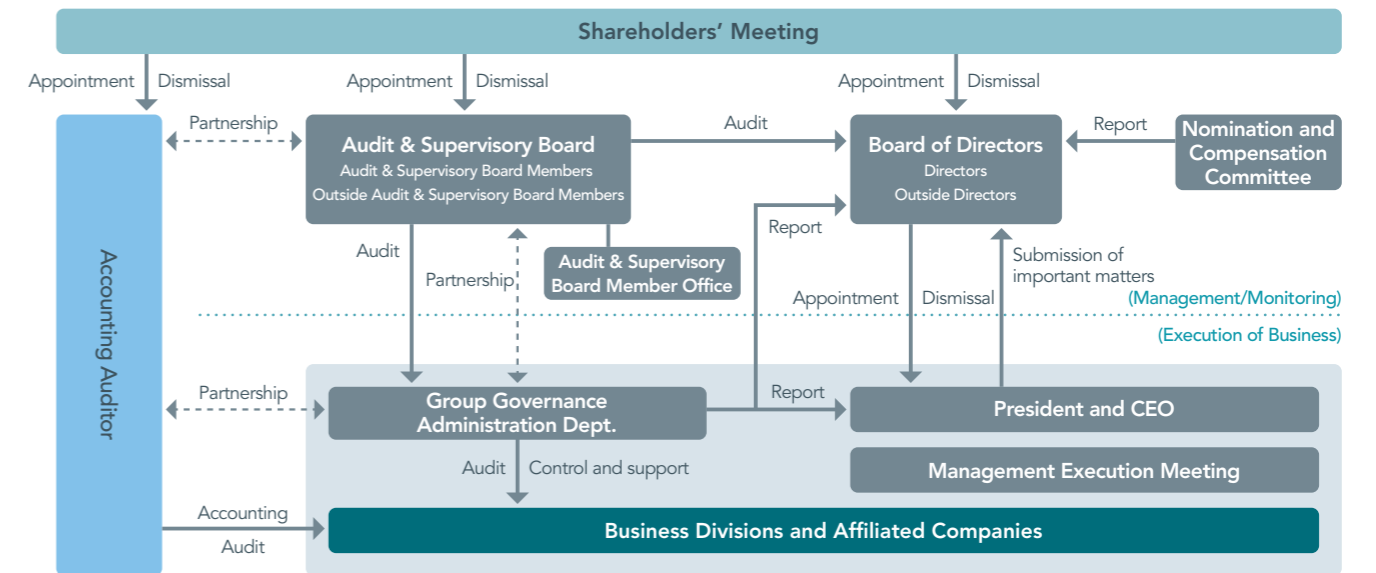 Shareholders’ Meeting
Appointment
Dismissal
Appointment
Dismissal
Appointment
Dismissal
Accounting Auditor
Partnership
Audit & Supervisory Board
Audit & Supervisory Board Members
Outside Audit & Supervisory Board Members
Audit
Board of Directors
Directors
Outside Directors
Report
Nomination and
Compensation
Committee
Audit
Partnership
Audit & Supervisory
Board Member Office
Report
Submission of
important matters
Appointment
Dismissal
(Management/Monitoring)
(Execution of Business)
Partnership
Group Governance
Administration Dept.
Report
President and CEO
Audit
Control and support
Management Execution Meeting
Accounting
Audit
Business Divisions and Affiliated Companies